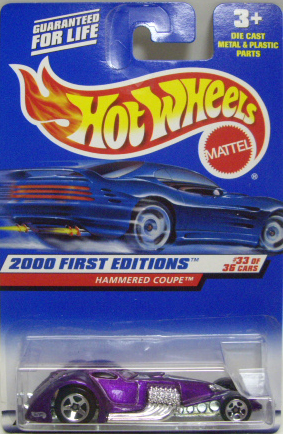 GUARANTEED
FOR LIFE
3+
DIE CAST
METAL & PLASTIC
PARTS
HOT WHEELS
MATTEL
®
2000 FIRST EDITIONS™
HAMMERED COUPE™
#33 OF
36 CARS